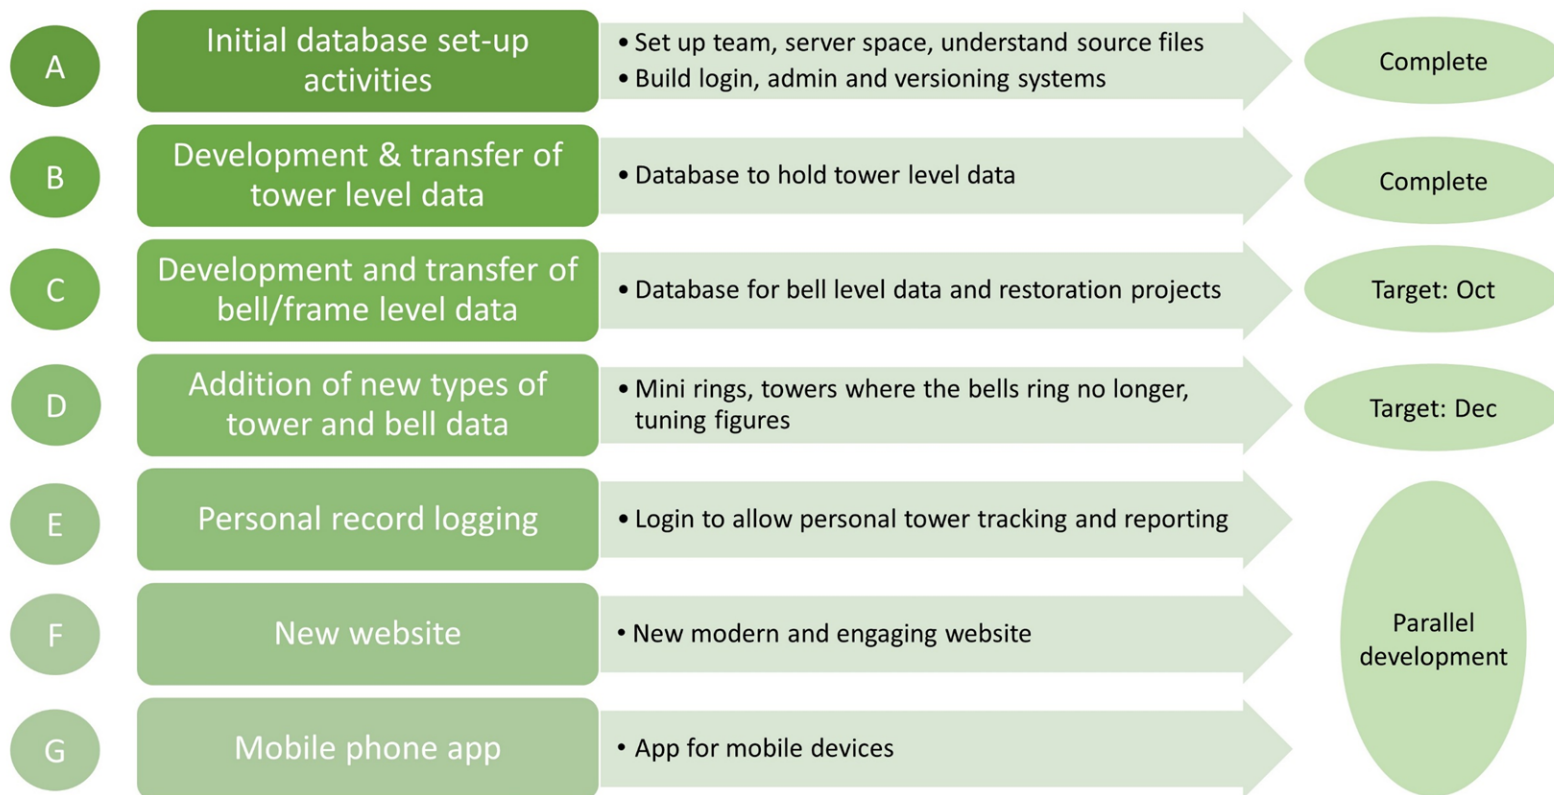 A
Initial database set-up
activities
• Set up team, server space, understand source files
• Build login, admin and versioning systems
Complete
B
Development & transfer of
tower level data
• Database to hold tower level data
Complete
C
Development and transfer of
bell/frame level data
• Database for bell level data and restoration projects
Target: Oct
D
Addition of new types of
tower and bell data
• Mini rings, towers where the bells ring no longer,
tuning figures
Target: Dec
E
Personal record logging
• Login to allow personal tower tracking and reporting
F
New website
• New modern and engaging website
Parallel
development
G
Mobile phone app
• App for mobile devices